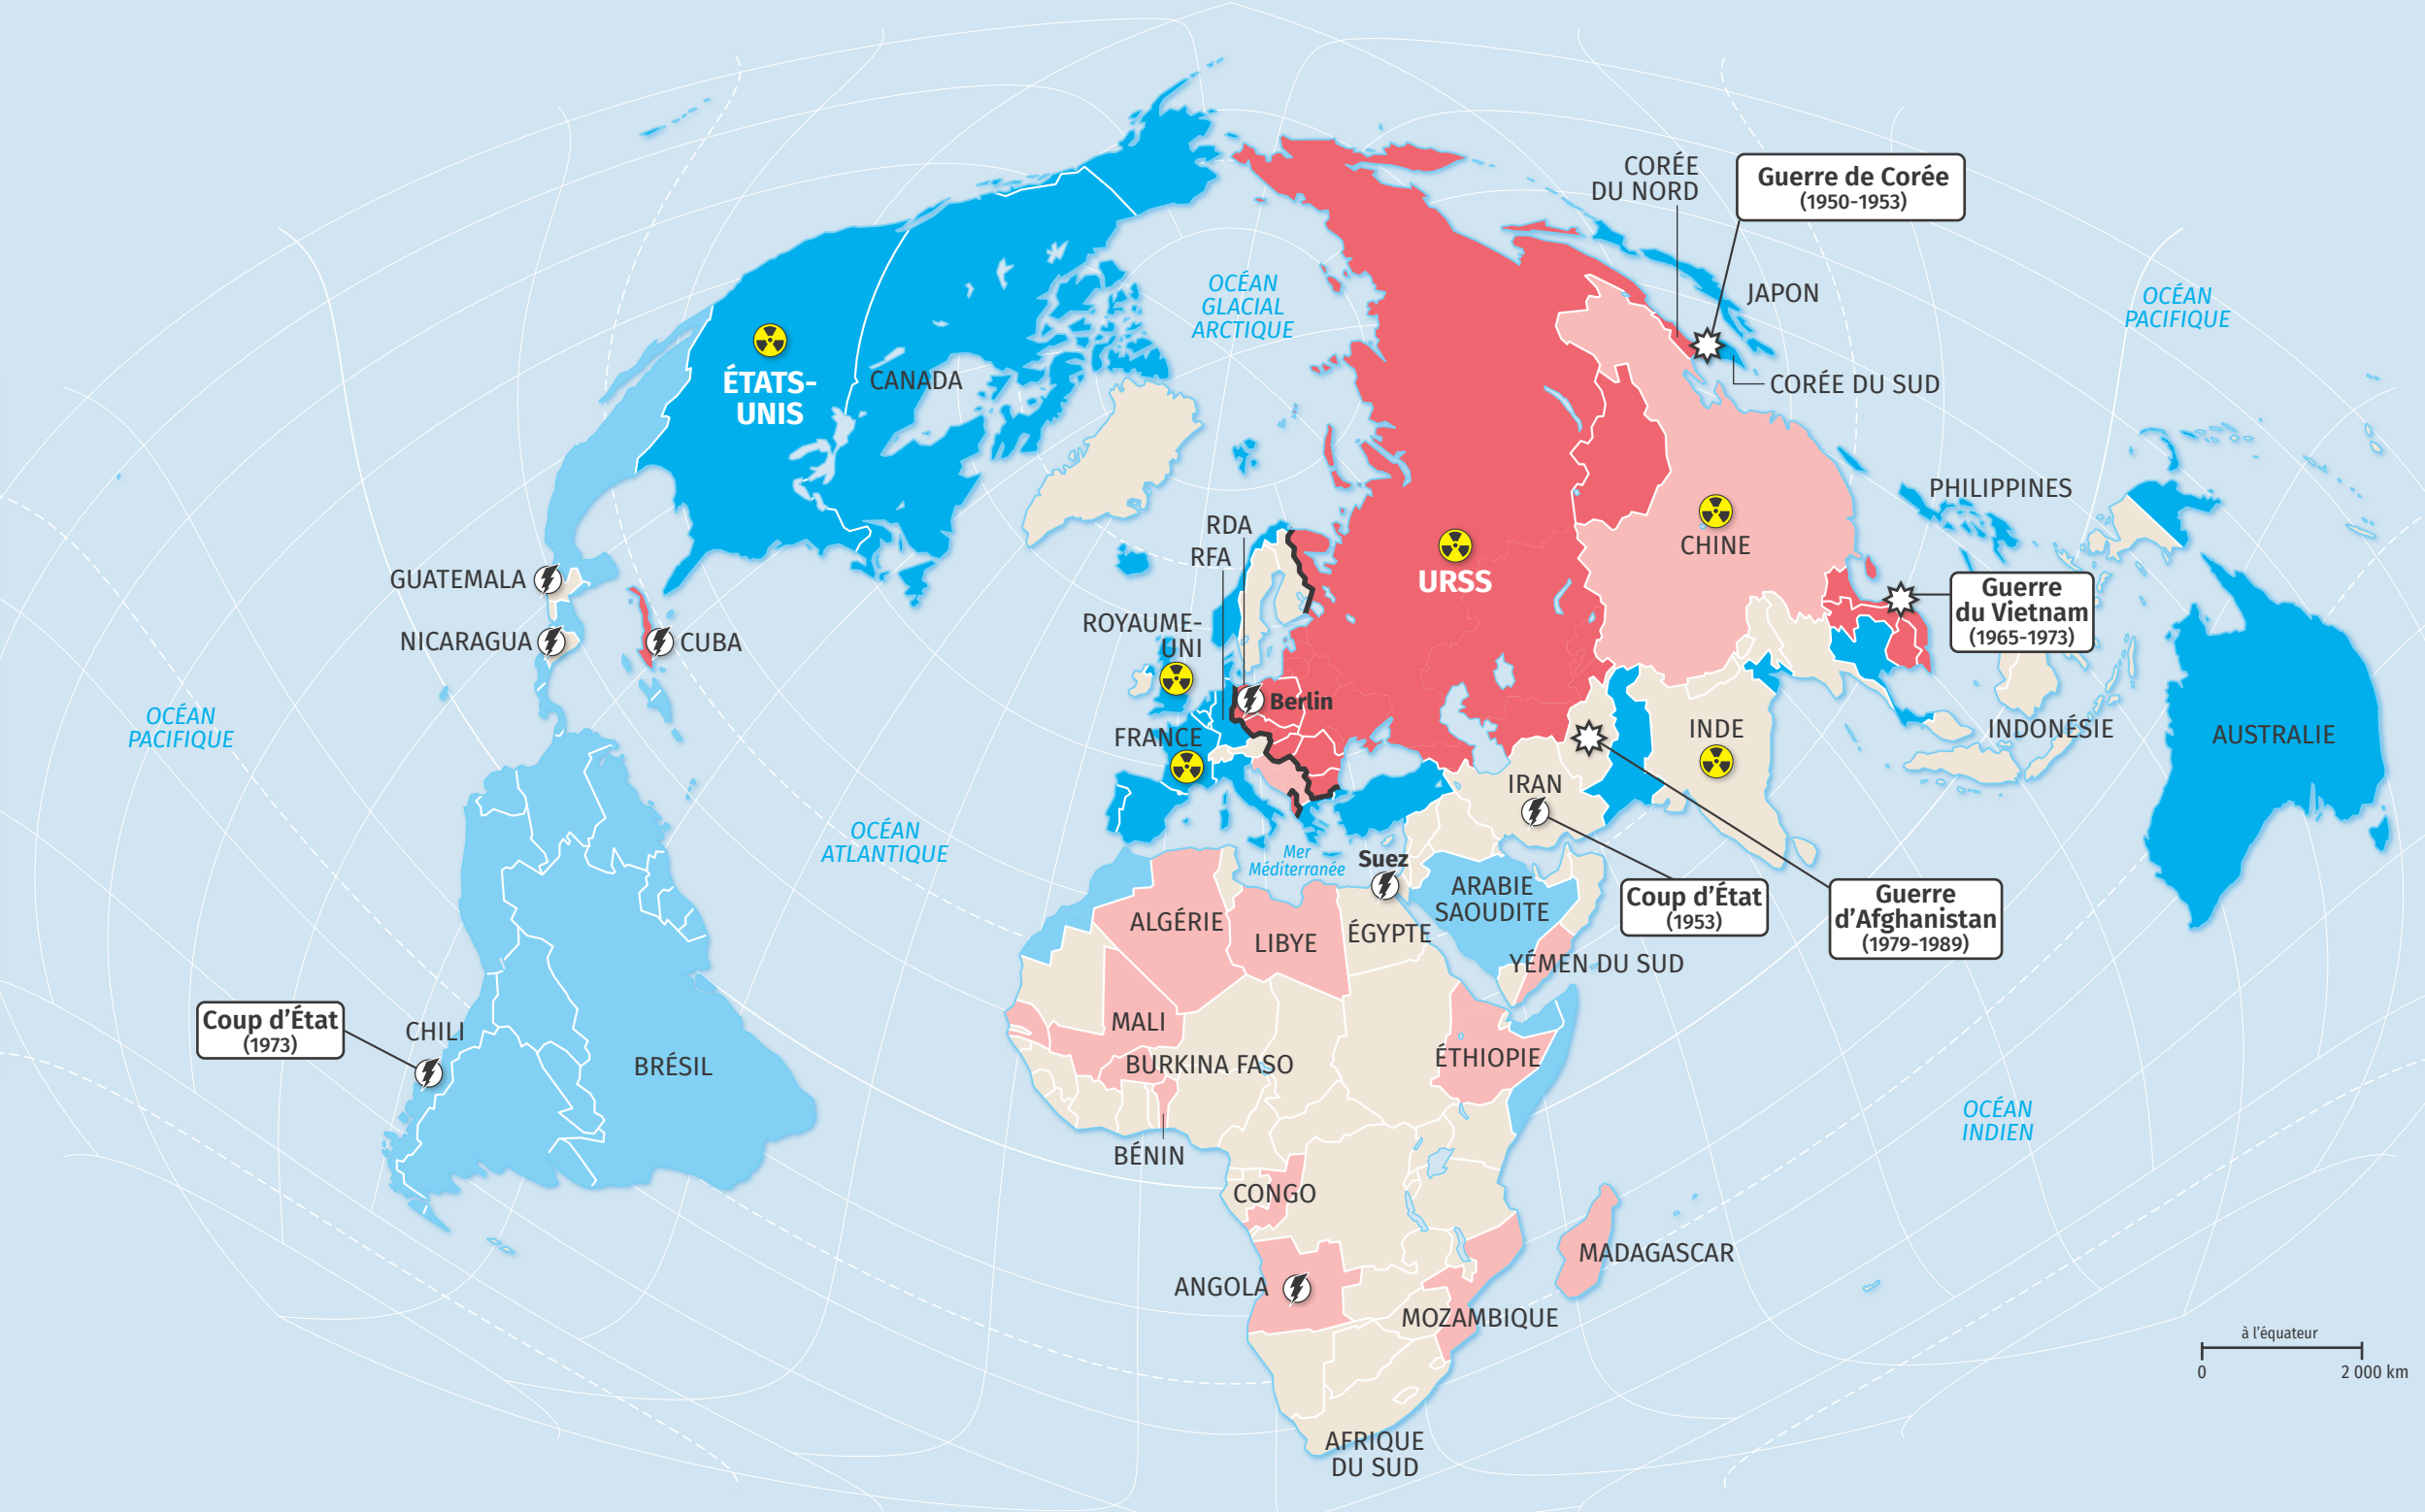 CORÉE
DU NORD
Guerre de Corée
(1950-1953)
OCÉAN
GLACIAL
ARCTIQUE
JAPON
OCÉAN
PACIFIQUE
ÉTATS-
UNIS
CANADA
CORÉE DU SUD
PHILIPPINES
RDA
RFA
CHINE
URSS
GUATEMALA
NICARAGUA
CUBA
ROYAUME-
UNI
Guerre
du Vietnam
(1965-1973)
Berlin
OCÉAN
PACIFIQUE
FRANCE
INDE
INDONÉSIE
AUSTRALIE
IRAN
OCÉAN
ATLANTIQUE
Mer
Méditerranée
Suez
ARABIE
SAOUDITE
Coup d'État
(1953)
Guerre
d'Afghanistan
(1979-1989)
ALGÉRIE
LIBYE
ÉGYPTE
YÉMEN DU SUD
Coup d'État
(1973)
CHILI
MALI
BRÉSIL
BURKINA FASO
ÉTHIOPIE
OCÉAN
INDIEN
BÉNIN
CONGO
MADAGASCAR
ANGOLA
MOZAMBIQUE
à l'équateur
0
2 000 km
AFRIQUE
DU SUD